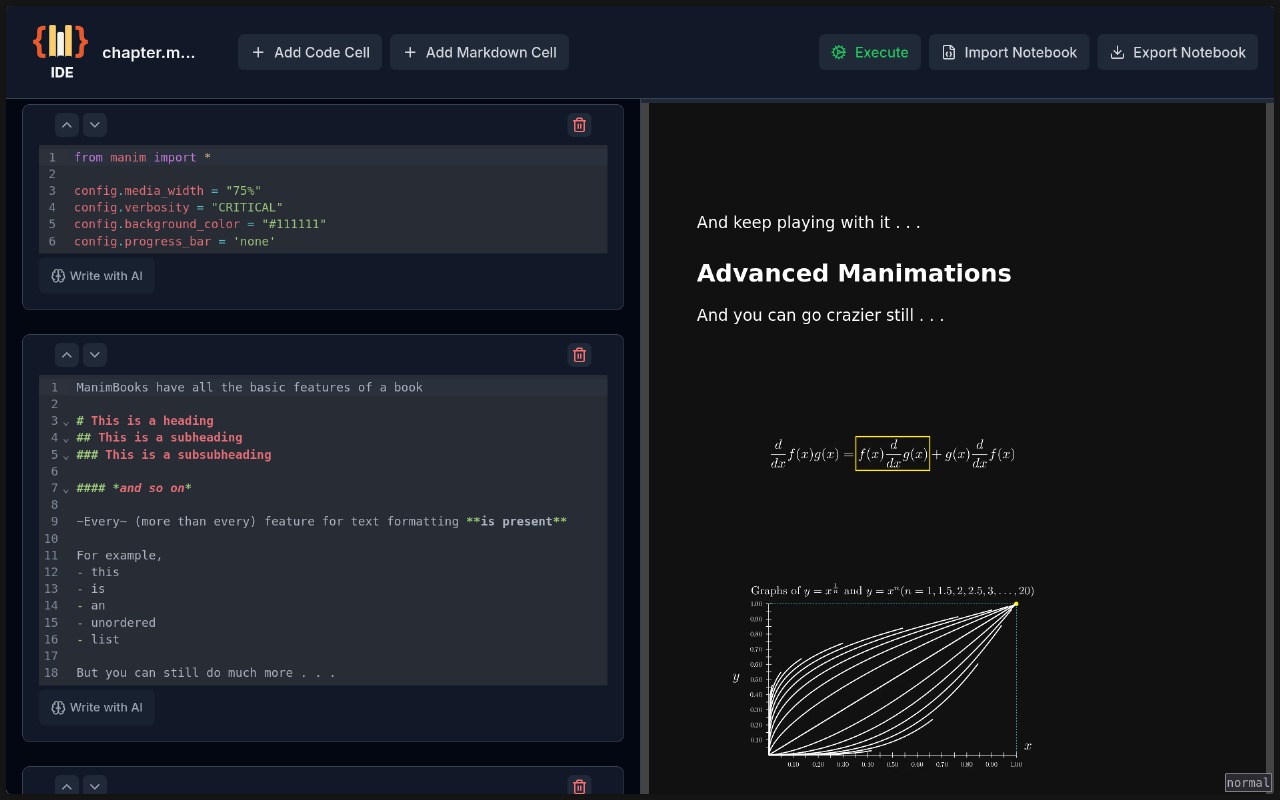 { } IDE
chapter.m...
+ Add Code Cell
+ Add Markdown Cell
Execute
Import Notebook
Export Notebook
1 from manim import *
2
3 config.media_width = "75%"
4 config.verbosity = "CRITICAL"
5 config.background_color = "#111111"
6 config.progress_bar = 'none'
Write with AI
1 ManimBooks have all the basic features of a book
2
3 # This is a heading
4 ## This is a subheading
5 ### This is a subsubheading
6
7 #### *and so on*
8
9 ~Every~ (more than every) feature for text formatting **is present**
10
11 For example,
12 - this
13 - is
14 - an
15 - unordered
16 - list
17
18 But you can still do much more . . .
Write with AI
And keep playing with it . . .
Advanced Manimations
And you can go crazier still . . .
d/dx f(x)g(x) = f(x) d/dx g(x) + g(x) d/dx f(x)
Graphs of y = x^(1/n) and y = x^n (n = 1, 1.5, 2, 2.5, 3, . . . , 20)
1.00
0.90
0.80
0.70
0.60
y
0.50
0.40
0.30
0.20
0.10
x
0.10 0.20 0.30 0.40 0.50 0.60 0.70 0.80 0.90 1.00
normal